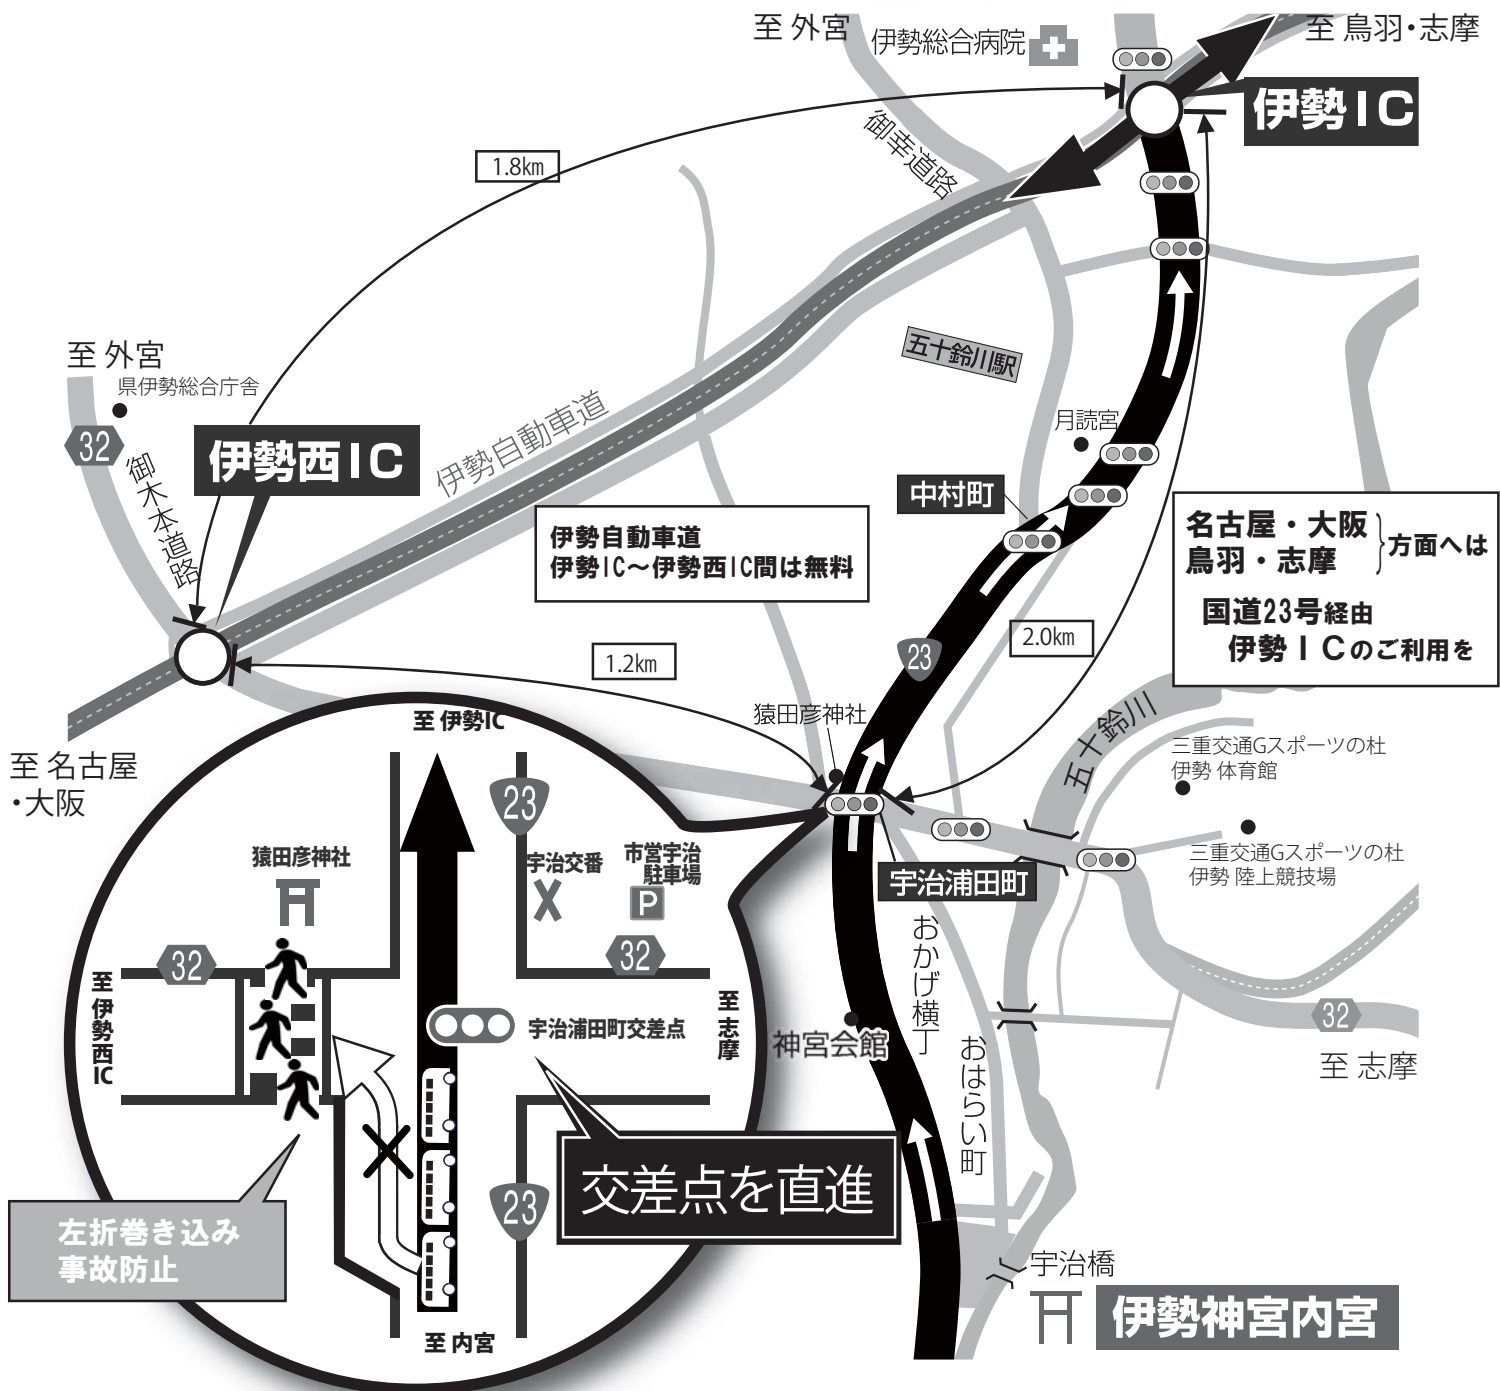 至 外宮
伊勢総合病院
至 鳥羽・志摩
伊勢IC
御幸道路
1.8km
至 外宮
県伊勢総合庁舎
32
御木本道路
伊勢西IC
伊勢自動車道
五十鈴川駅
月読宮
中村町
伊勢自動車道
伊勢IC～伊勢西IC間は無料
名古屋・大阪
鳥羽・志摩
方面へは
国道23号経由
伊勢ICのご利用を
2.0km
1.2km
23
猿田彦神社
五十鈴川
三重交通Gスポーツの杜
伊勢 体育館
三重交通Gスポーツの杜
伊勢 陸上競技場
宇治浦田町
至 名古屋
・大阪
おかげ横丁
おはらい町
神宮会館
32
至 志摩
宇治橋
伊勢神宮内宮
至 伊勢IC
23
猿田彦神社
宇治交番
市営宇治
駐車場
P
32
32
至 伊勢西IC
至 志摩
宇治浦田町交差点
交差点を直進
23
左折巻き込み
事故防止
至 内宮